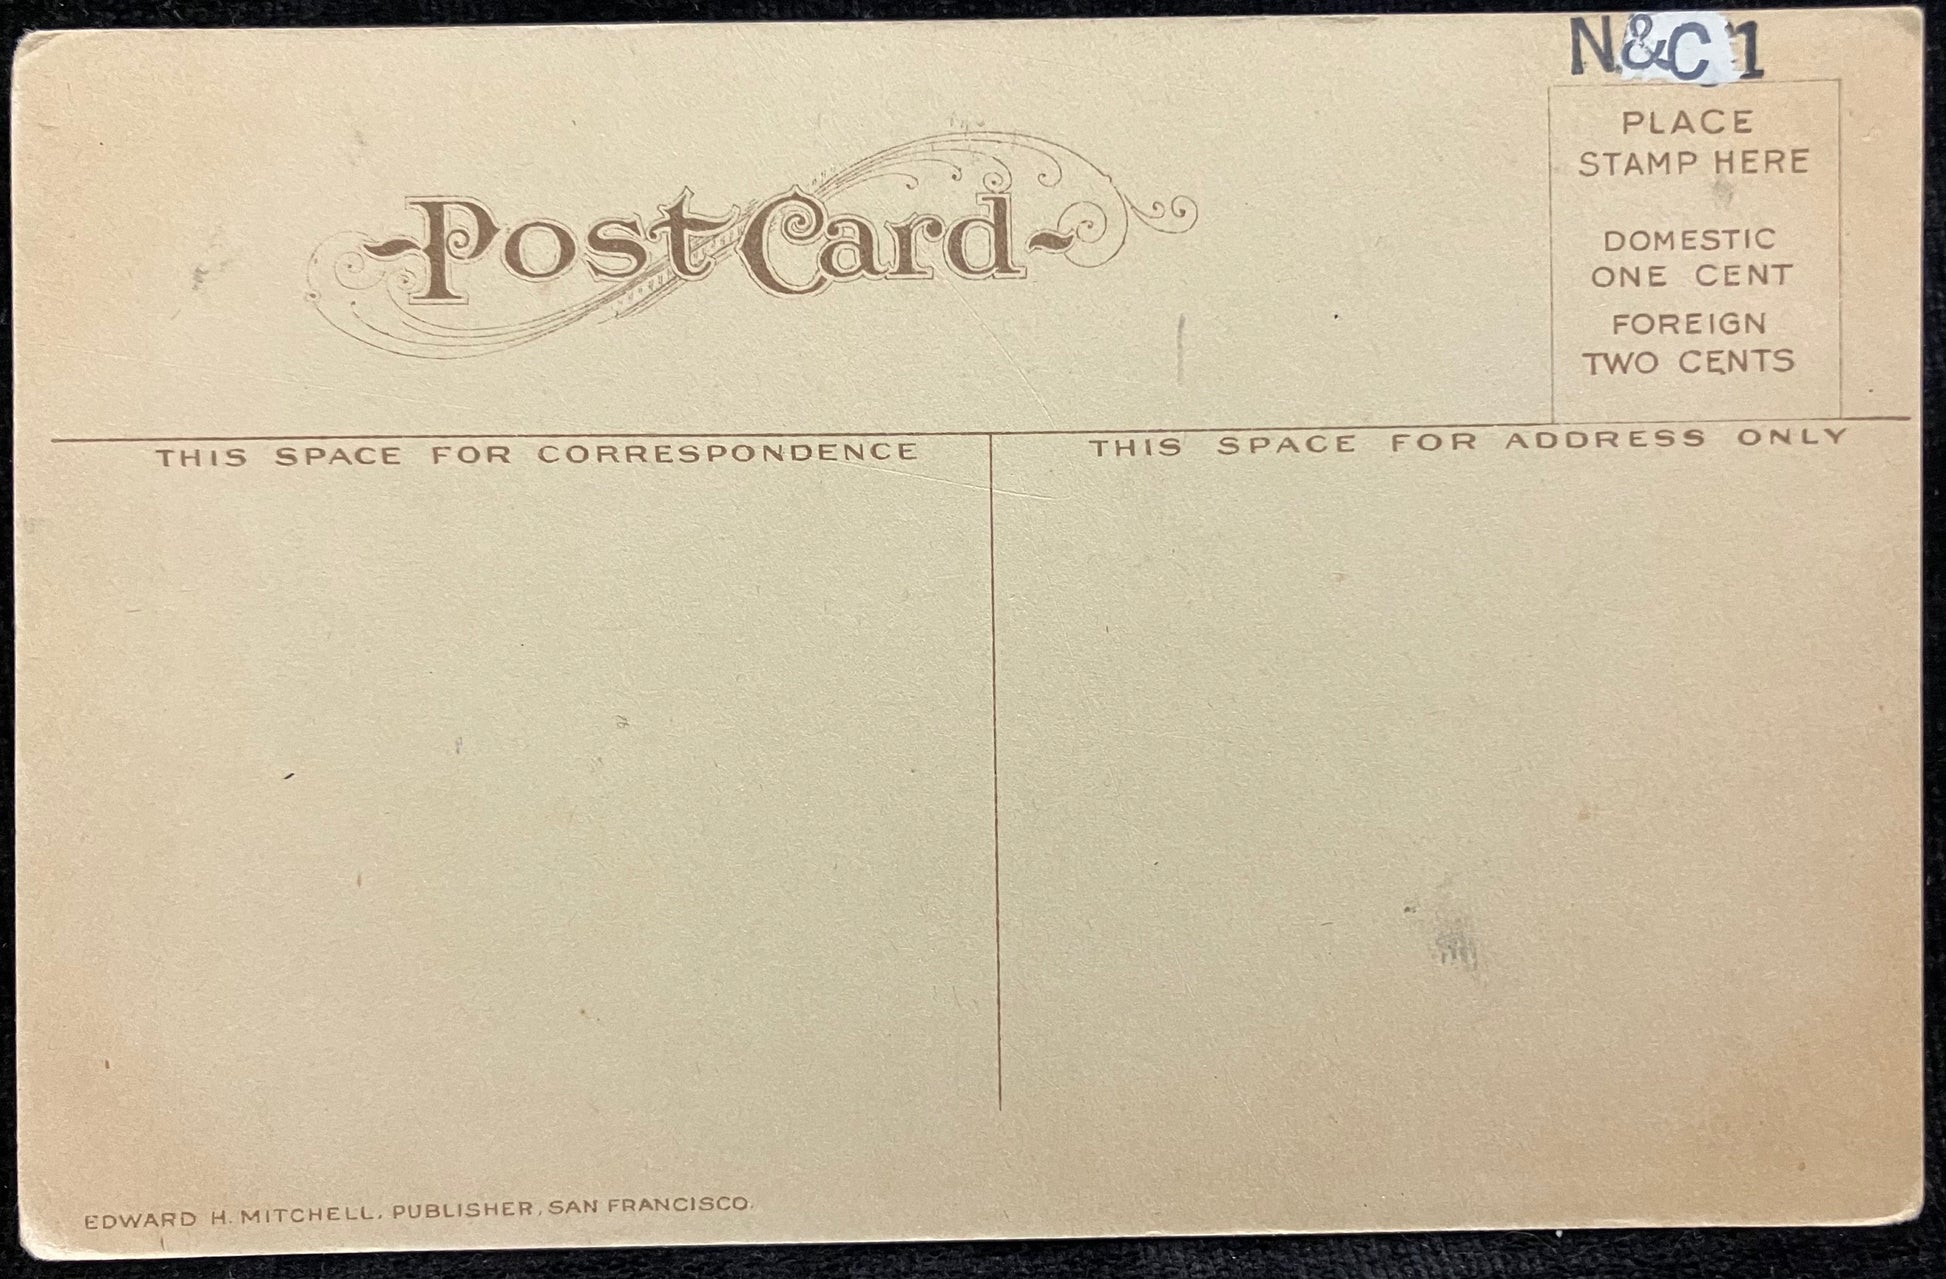 N&C 1
Post Card
PLACE
STAMP HERE
DOMESTIC
ONE CENT
FOREIGN
TWO CENTS
THIS SPACE FOR CORRESPONDENCE
THIS SPACE FOR ADDRESS ONLY
EDWARD H. MITCHELL, PUBLISHER, SAN FRANCISCO.